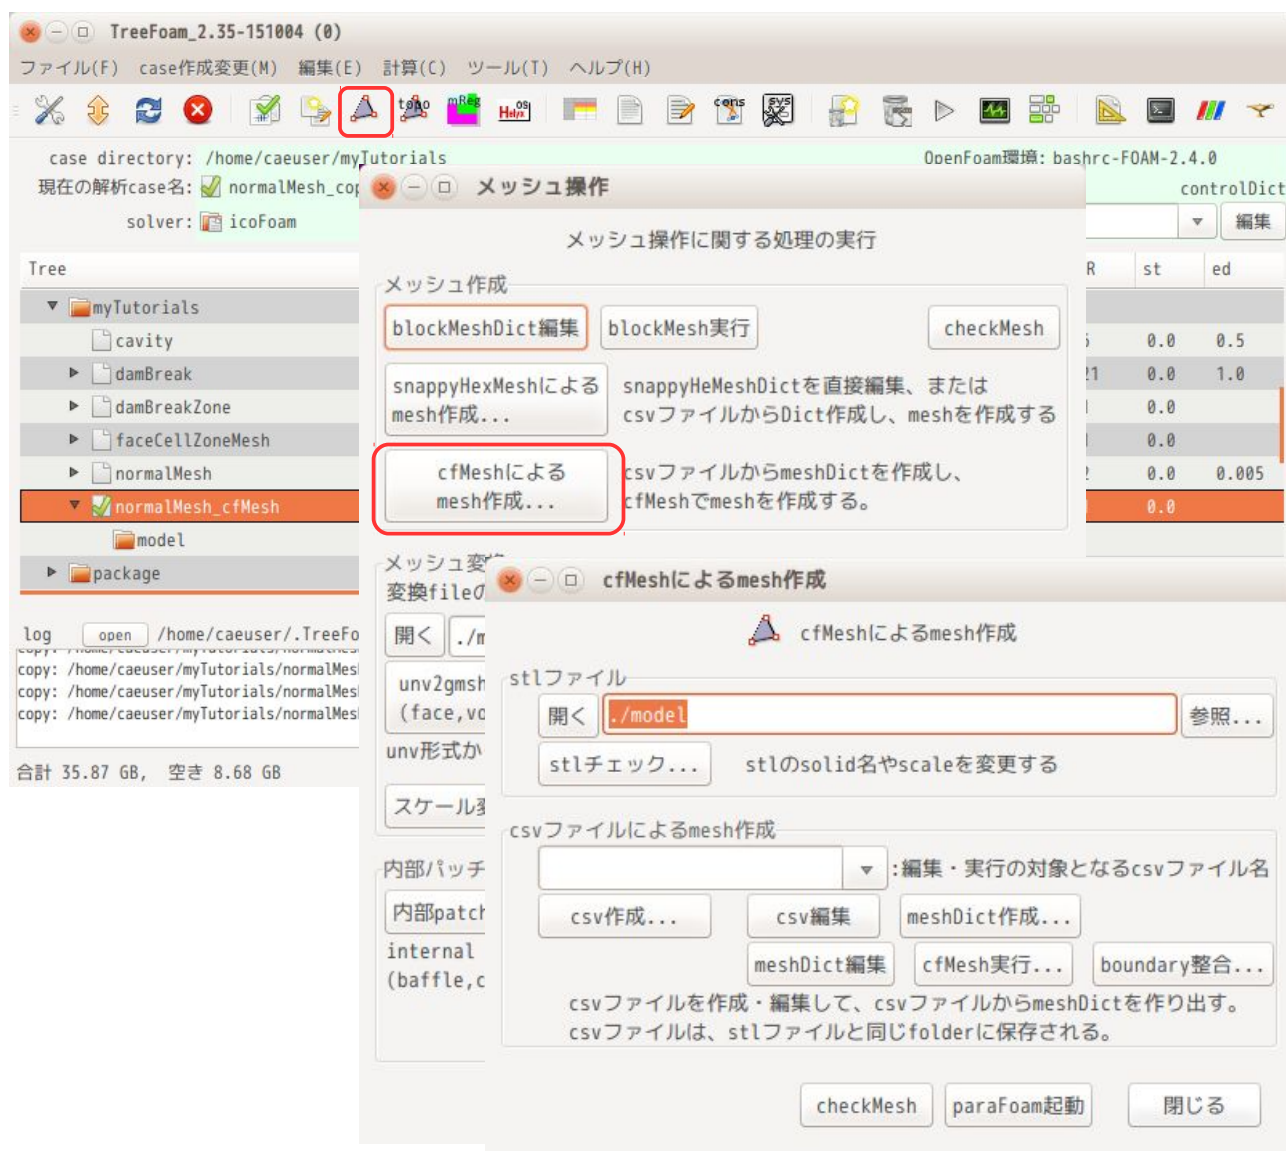 TreeFoam_2.35-151004 (0)
ファイル(F) case作成変更(M) 編集(E) 計算(C) ツール(T) ヘルプ(H)
topo mReg Helyx OS cons sys
case directory: /home/caeuser/myTutorials OpenFoam環境: bashrc-FOAM-2.4.0
現在の解析case名: normalMesh_cop controlDict
solver: icoFoam 編集
Tree R st ed
myTutorials
cavity 0.0 0.5
damBreak 21 0.0 1.0
damBreakZone 0.0
faceCellZoneMesh 0.0
normalMesh 0.0 0.005
normalMesh_cfMesh 0.0
model
package
log open /home/caeuser/.TreeFo
copy: /home/caeuser/myTutorials/normalMesh
copy: /home/caeuser/myTutorials/normalMesh
copy: /home/caeuser/myTutorials/normalMesh
copy: /home/caeuser/myTutorials/normalMesh
合計 35.87 GB, 空き 8.68 GB
メッシュ操作
メッシュ操作に関する処理の実行
メッシュ作成
blockMeshDict編集 blockMesh実行 checkMesh
snappyHexMeshによる
mesh作成...
snappyHeMeshDictを直接編集、または
csvファイルからDict作成し、meshを作成する
cfMeshによる
mesh作成...
csvファイルからmeshDictを作成し、
cfMeshでmeshを作成する。
メッシュ変
変換fileの
開く ./m
unv2gmsh
(face,vo
unv形式か
スケール変
内部パッチ
内部patch
internal
(baffle,c
cfMeshによるmesh作成
cfMeshによるmesh作成
stlファイル
開く ./model 参照...
stlチェック... stlのsolid名やscaleを変更する
csvファイルによるmesh作成
:編集・実行の対象となるcsvファイル名
csv作成... csv編集 meshDict作成...
meshDict編集 cfMesh実行... boundary整合...
csvファイルを作成・編集して、csvファイルからmeshDictを作り出す。
csvファイルは、stlファイルと同じfolderに保存される。
checkMesh paraFoam起動 閉じる